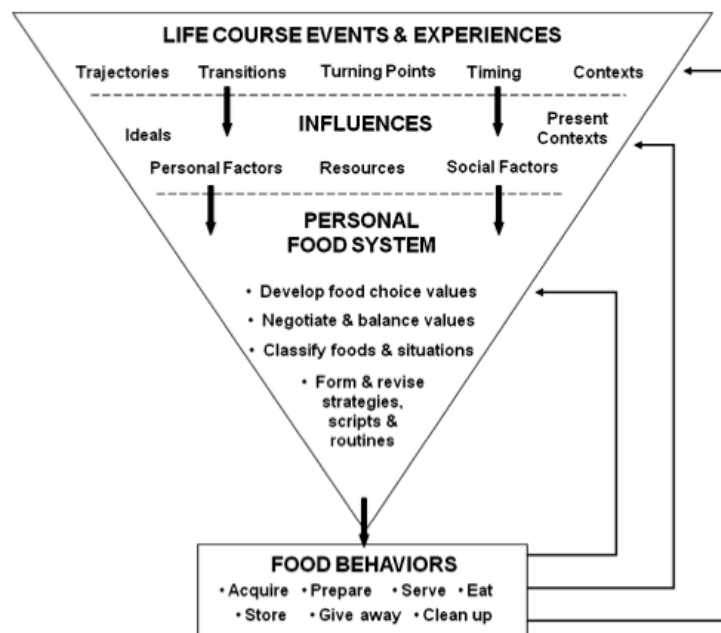 LIFE COURSE EVENTS & EXPERIENCES
Trajectories Transitions Turning Points Timing Contexts
Ideals INFLUENCES Present
Contexts
Personal Factors Resources Social Factors
PERSONAL
FOOD SYSTEM
• Develop food choice values
• Negotiate & balance values
• Classify foods & situations
• Form & revise
strategies,
scripts &
routines
FOOD BEHAVIORS
• Acquire • Prepare • Serve • Eat
• Store • Give away • Clean up